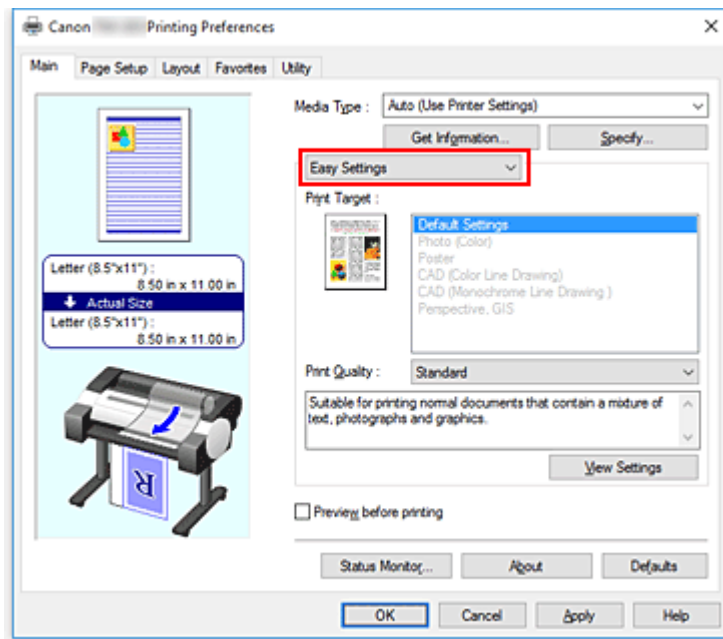 Canon Printing Preferences
Main Page Setup Layout Favorites Utility
Media Type : Auto (Use Printer Settings)
Get Information... Specify...
Easy Settings
Print Target :
Default Settings
Photo (Color)
Poster
CAD (Color Line Drawing)
CAD (Monochrome Line Drawing )
Perspective, GIS
Letter (8.5"x11") :
8.50 in x 11.00 in
Actual Size
Letter (8.5"x11") :
8.50 in x 11.00 in
R
Print Quality : Standard
Suitable for printing normal documents that contain a mixture of
text, photographs and graphics.
View Settings
Preview before printing
Status Monitor... About Defaults
OK Cancel Apply Help